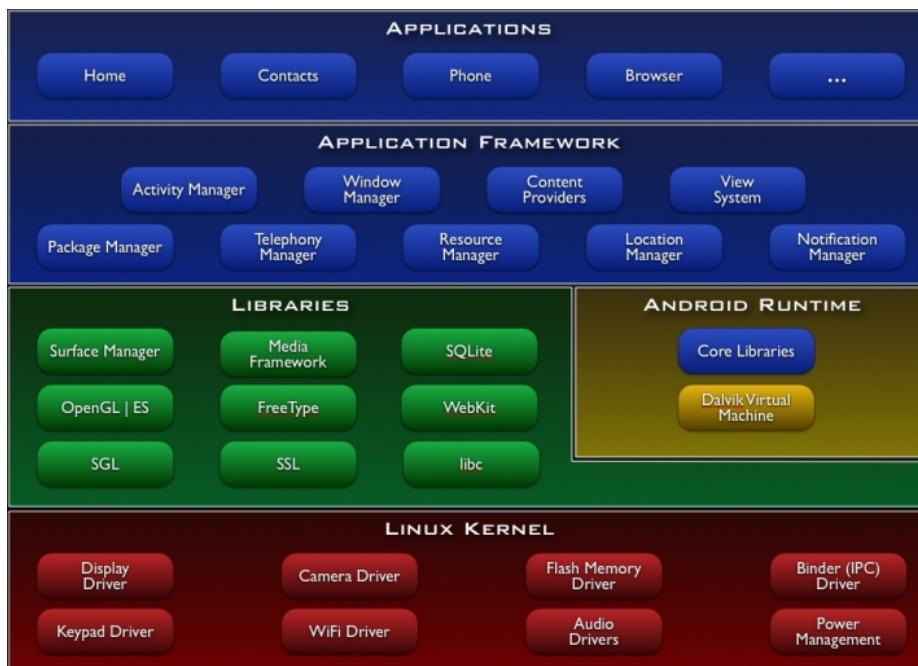 APPLICATIONS
Home
Contacts
Phone
Browser
...
APPLICATION FRAMEWORK
Activity Manager
Window
Manager
Content
Providers
View
System
Package Manager
Telephony
Manager
Resource
Manager
Location
Manager
Notification
Manager
LIBRARIES
Surface Manager
Media
Framework
SQLite
OpenGL | ES
FreeType
WebKit
SGL
SSL
libc
ANDROID RUNTIME
Core Libraries
Dalvik Virtual
Machine
LINUX KERNEL
Display
Driver
Camera Driver
Flash Memory
Driver
Binder (IPC)
Driver
Keypad Driver
WiFi Driver
Audio
Drivers
Power
Management